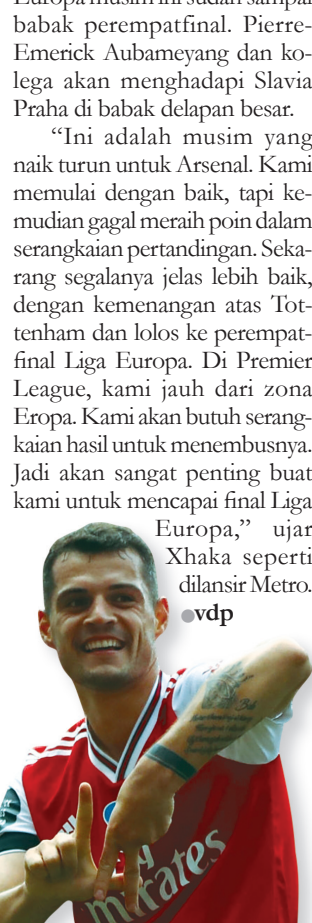 Europa musim ini sudah sampai
babak perempatfinal. Pierre-
Emerick Aubameyang dan ko-
lega akan menghadapi Slavia
Praha di babak delapan besar.
“Ini adalah musim yang
naik turun untuk Arsenal. Kami
memulai dengan baik, tapi ke-
mudian gagal meraih poin dalam
serangkaian pertandingan. Seka-
rang segalanya jelas lebih baik,
dengan kemenangan atas Tot-
tenham dan lolos ke perempat-
final Liga Europa. Di Premier
League, kami jauh dari zona
Eropa. Kami akan butuh serang-
kaian hasil untuk menembusnya.
Jadi akan sangat penting buat
kami untuk mencapai final Liga
Europa,” ujar
Xhaka seperti
dilansir Metro.
●vdp